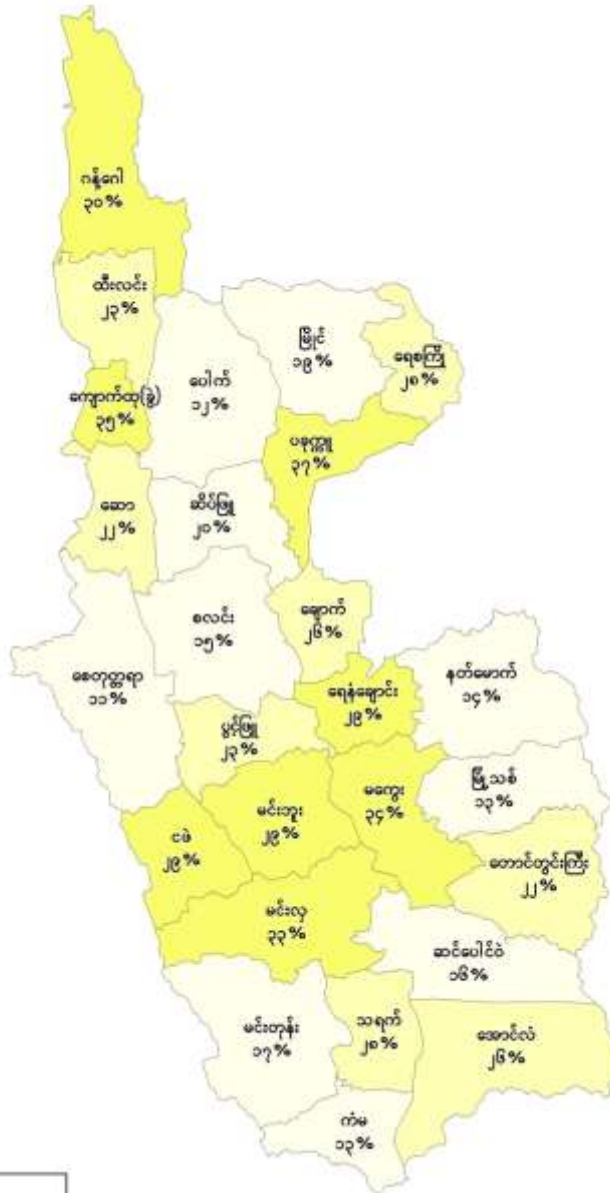 ဂန့်ဂေါ
၃၀%
ထီးလင်း
၂၃%
မြိုင်
၁၉%
ရေစကြို
၂၈%
ပေါက်
၁၂%
ကျောက်ထု(ခွဲ)
၃၅%
ပခုက္ကူ
၃၇%
ဆော
၂၂%
ဆိပ်ဖြူ
၂၁%
ချောက်
၂၆%
စလင်း
၁၅%
စေတုတ္တရာ
၁၁%
ရေနံချောင်း
၂၉%
နတ်မောက်
၁၄%
ပွင့်ဖြူ
၂၃%
မြို့သစ်
၁၃%
မကွေး
၃၄%
မင်းဘူး
၂၉%
ငဖဲ
၂၉%
တောင်တွင်းကြီး
၂၂%
မင်းလှ
၃၃%
ဆင်ပေါင်ဝဲ
၁၆%
မင်းတုန်း
၁၇%
သရက်
၂၈%
အောင်လံ
၂၆%
ကံမ
၁၃%